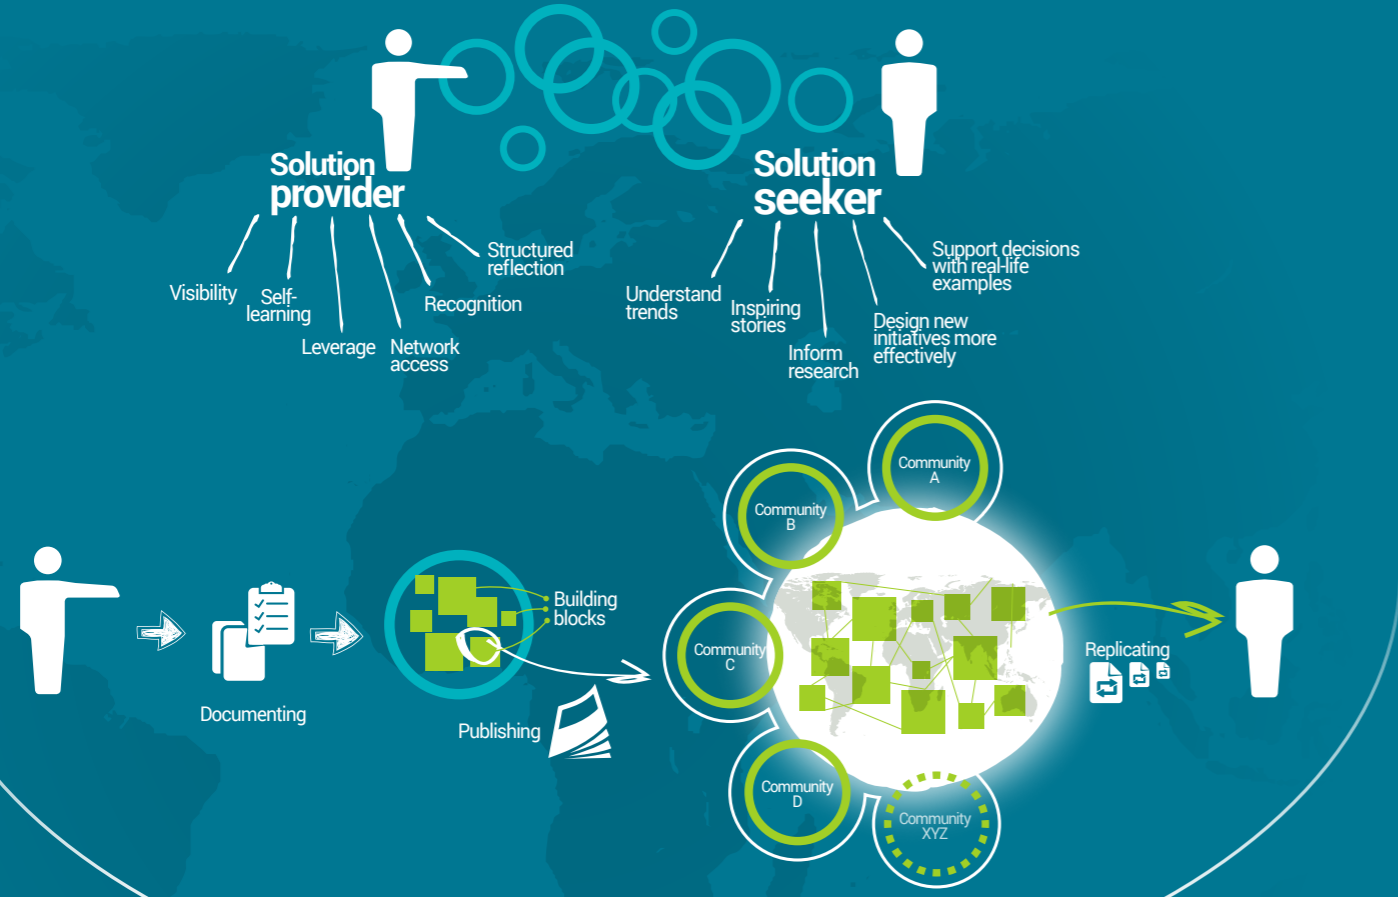 Solution
provider
Visibility
Self-
learning
Leverage
Network
access
Recognition
Structured
reflection
Solution
seeker
Understand
trends
Inspiring
stories
Inform
research
Design new
initiatives more
effectively
Support decisions
with real-life
examples
Documenting
Building
blocks
Publishing
Community
A
Community
B
Community
C
Community
D
Community
XYZ
Replicating